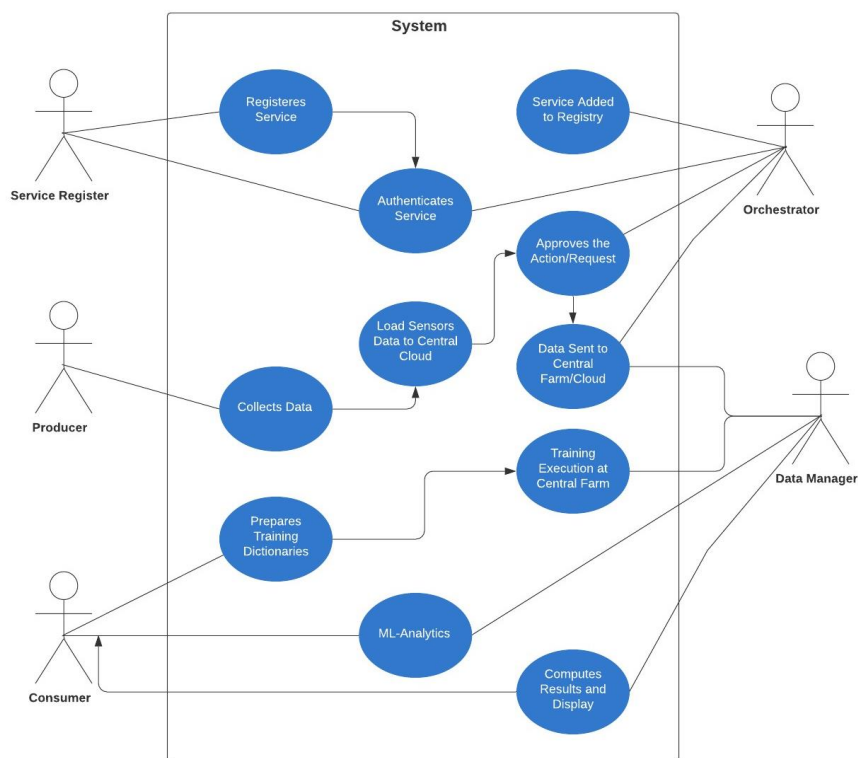 System
Registeres
Service
Service Added
to Registry
Service Register
Authenticates
Service
Orchestrator
Approves the
Action/Request
Load Sensors
Data to Central
Cloud
Data Sent to
Central
Farm/Cloud
Producer
Collects Data
Training
Execution at
Central Farm
Data Manager
Prepares
Training
Dictionaries
ML-Analytics
Consumer
Computes
Results and
Display